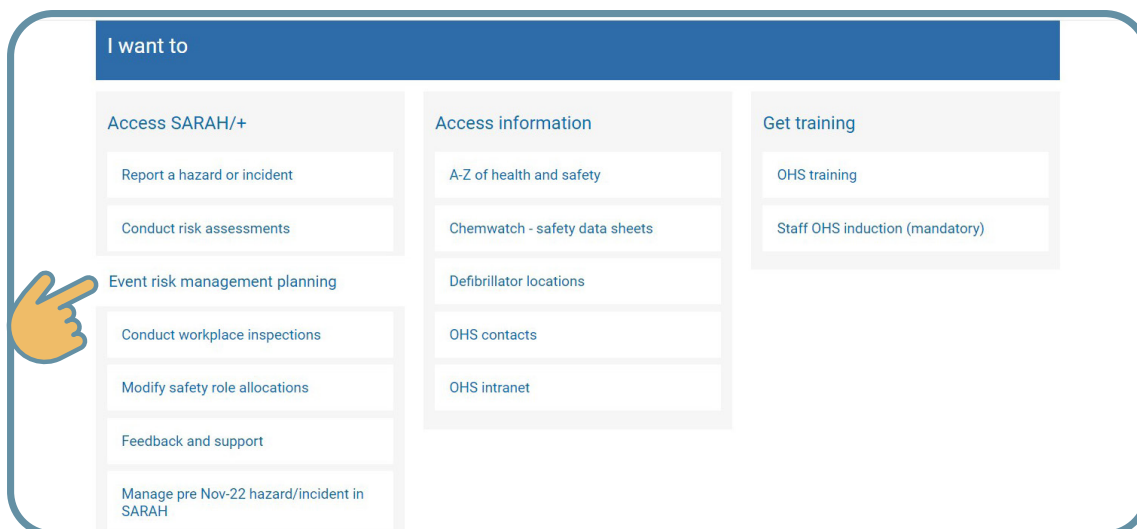 I want to
Access SARAH/+
Report a hazard or incident
Conduct risk assessments
Event risk management planning
Conduct workplace inspections
Modify safety role allocations
Feedback and support
Manage pre Nov-22 hazard/incident in
SARAH
Access information
A-Z of health and safety
Chemwatch - safety data sheets
Defibrillator locations
OHS contacts
OHS intranet
Get training
OHS training
Staff OHS induction (mandatory)